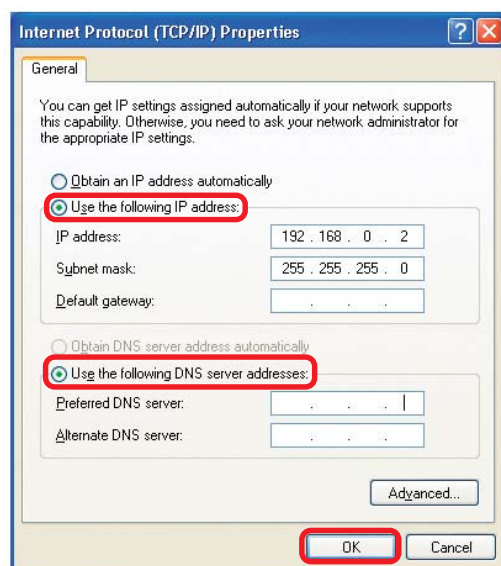 Internet Protocol (TCP/IP) Properties
General
You can get IP settings assigned automatically if your network supports
this capability. Otherwise, you need to ask your network administrator for
the appropriate IP settings.
Obtain an IP address automatically
Use the following IP address:
IP address: 192 . 168 . 0 . 2
Subnet mask: 255 . 255 . 255 . 0
Default gateway: . . .
Obtain DNS server address automatically
Use the following DNS server addresses:
Preferred DNS server: . . .
Alternate DNS server: . . .
Advanced...
OK Cancel